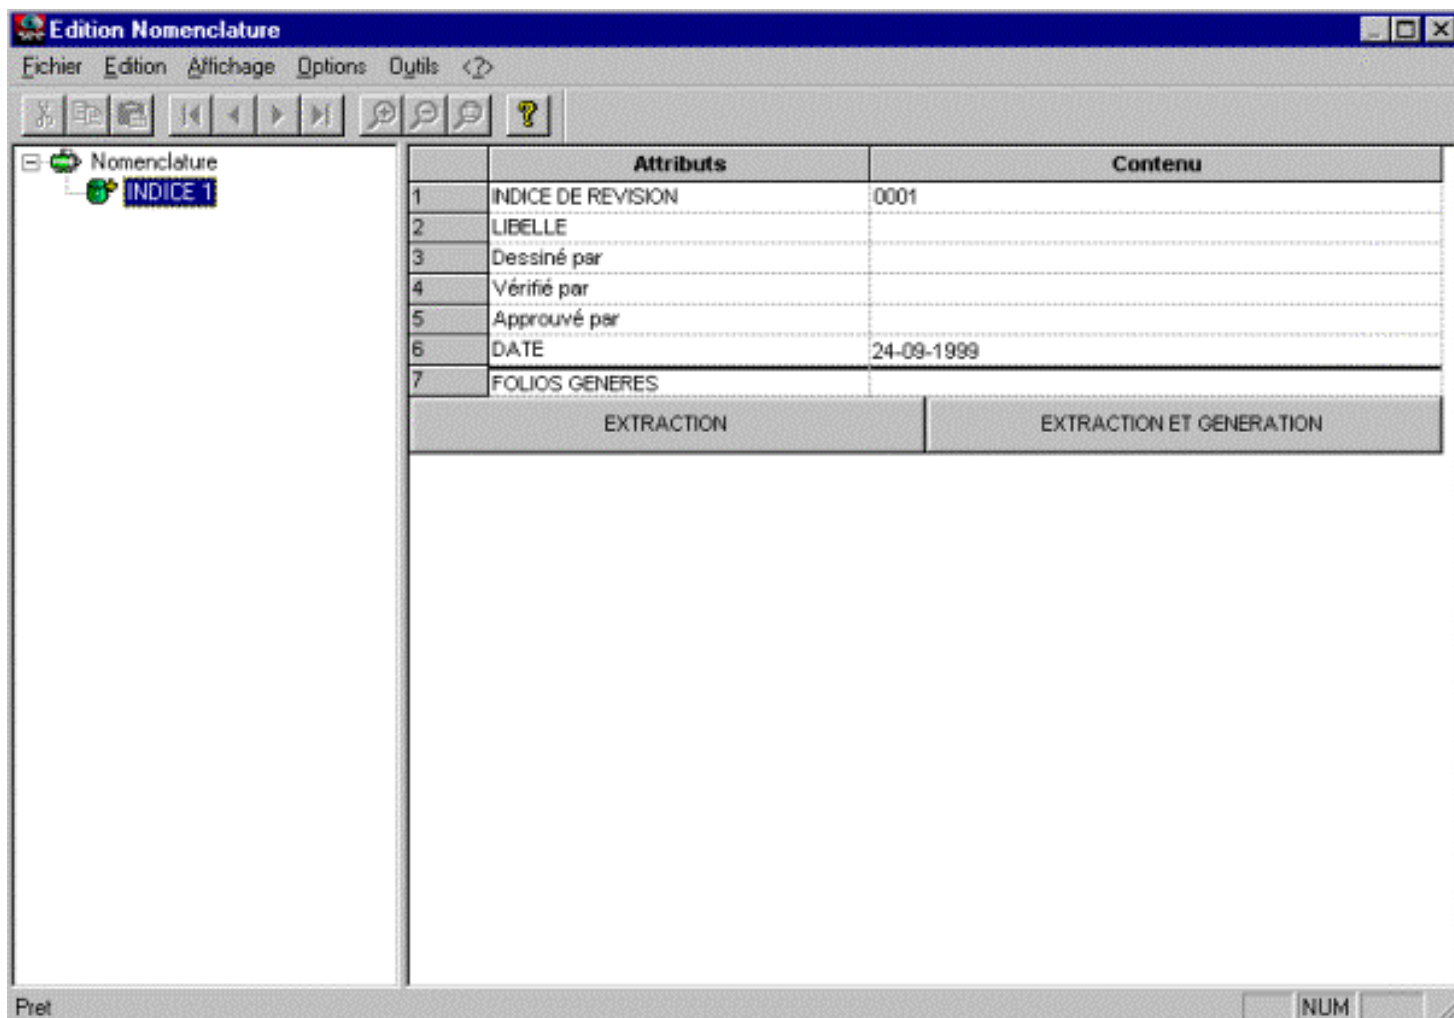 Edition Nomenclature
Fichier Edition Affichage Options Outils <?>
Nomenclature
INDICE 1
Attributs Contenu
1 INDICE DE REVISION 0001
2 LIBELLE
3 Dessiné par
4 Vérifié par
5 Approuvé par
6 DATE 24-09-1999
7 FOLIOS GENERES
EXTRACTION EXTRACTION ET GENERATION
Pret NUM